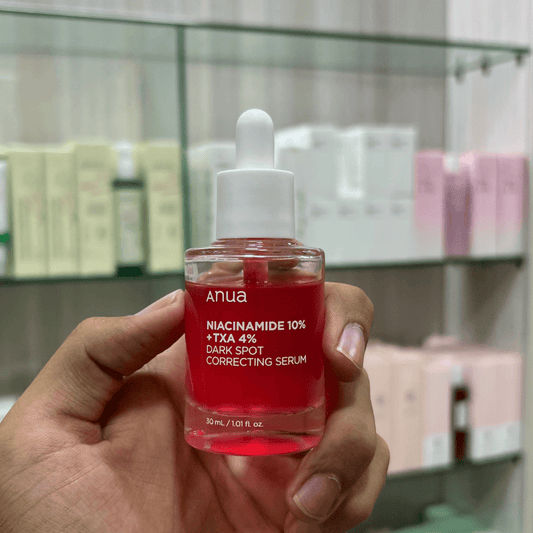 Anua
NIACINAMIDE 10%
+TXA 4%
DARK SPOT
CORRECTING SERUM
30 mL / 1.01 fl. oz.